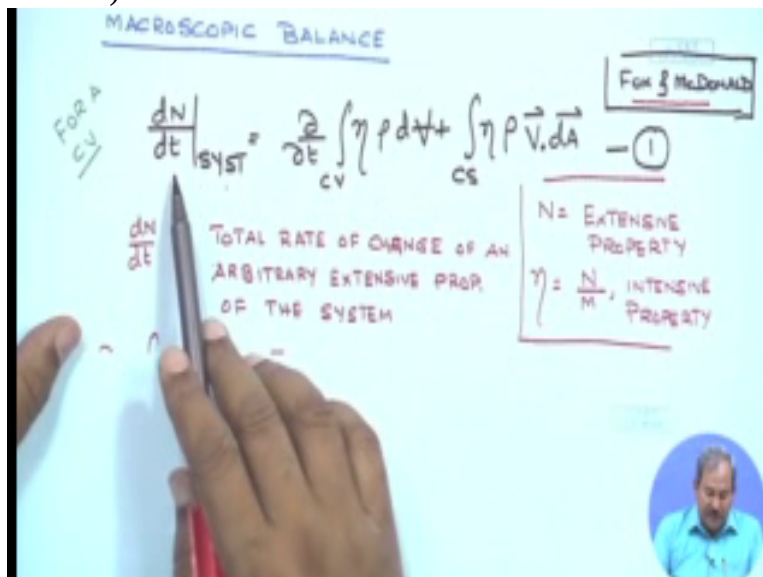 MACROSCOPIC BALANCE
FOX & McDONALD
FOR A
CV
dN/dt|SYST = ∂/∂t ∫CV η ρ dV + ∫CS η ρ V⃗.dA⃗ — ①
dN/dt TOTAL RATE OF CHANGE OF AN
ARBITRARY EXTENSIVE PROP.
OF THE SYSTEM
N = EXTENSIVE
PROPERTY
η = N/M, INTENSIVE
PROPERTY